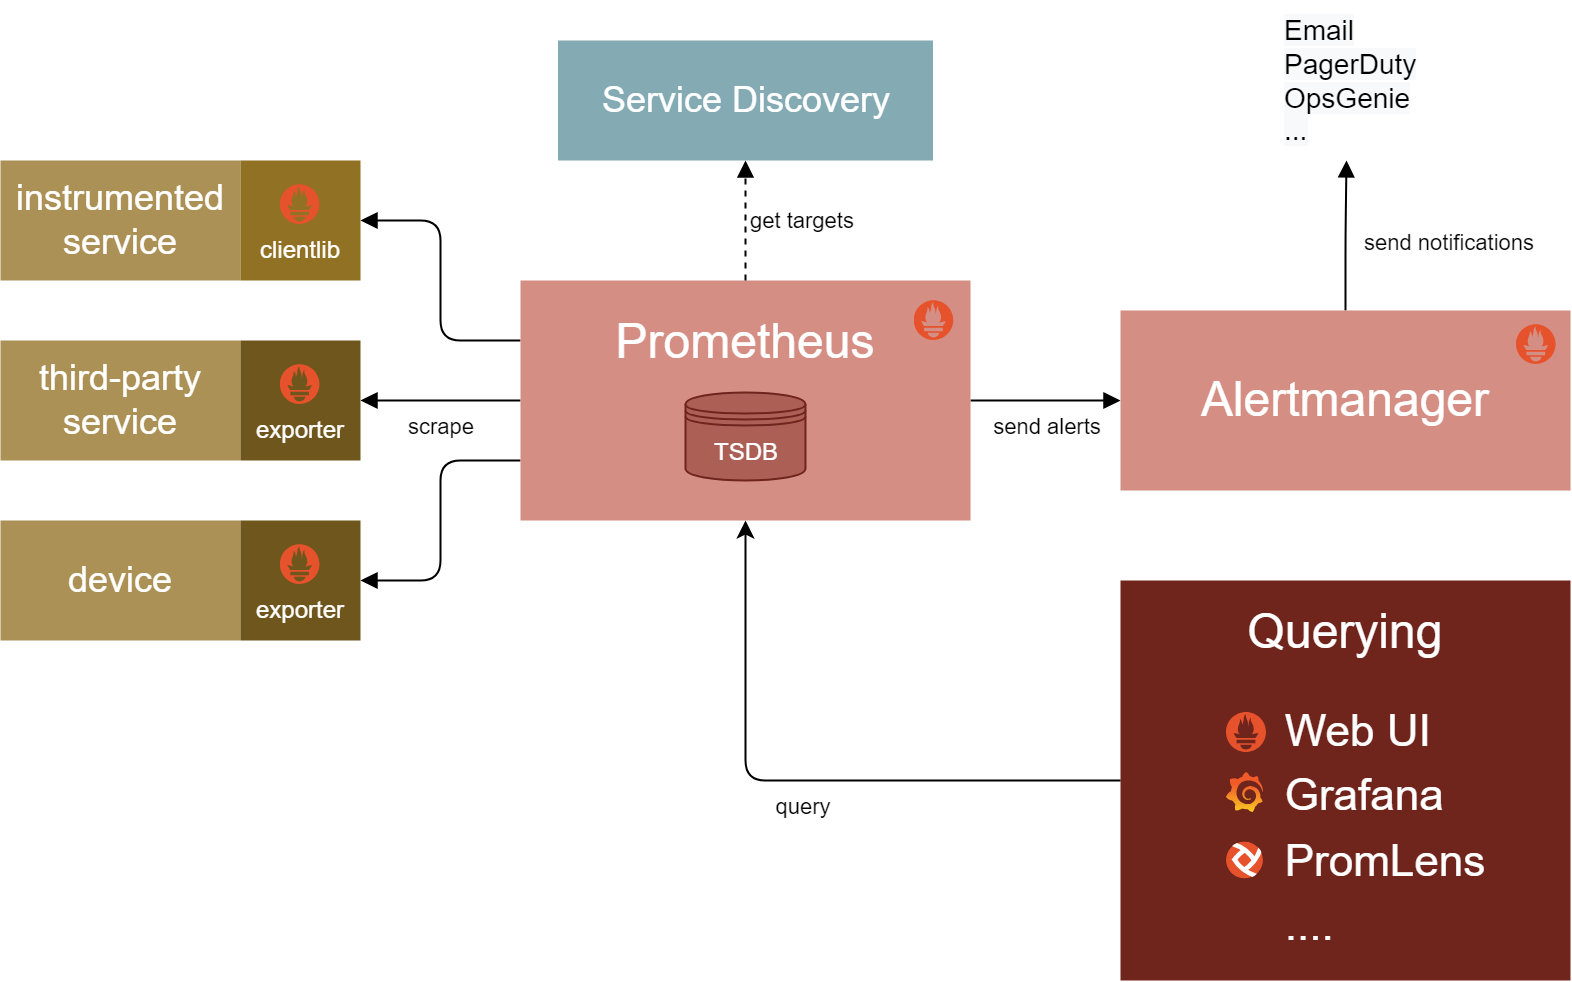 Email
PagerDuty
OpsGenie
...
Service Discovery
get targets
send notifications
instrumented
service
clientlib
third-party
service
exporter
scrape
device
exporter
Prometheus
TSDB
send alerts
Alertmanager
query
Querying
Web UI
Grafana
PromLens
....